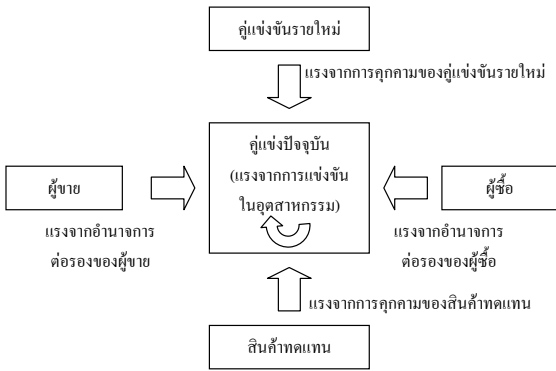 คู่แข่งขันรายใหม่
แรงจากการคุกคามของคู่แข่งขันรายใหม่
คู่แข่งปัจจุบัน
(แรงจากการแข่งขัน
ในอุตสาหกรรม)
ผู้ขาย
ผู้ซื้อ
แรงจากอำนาจการ
ต่อรองของผู้ขาย
แรงจากอำนาจการ
ต่อรองของผู้ซื้อ
แรงจากการคุกคามของสินค้าทดแทน
สินค้าทดแทน